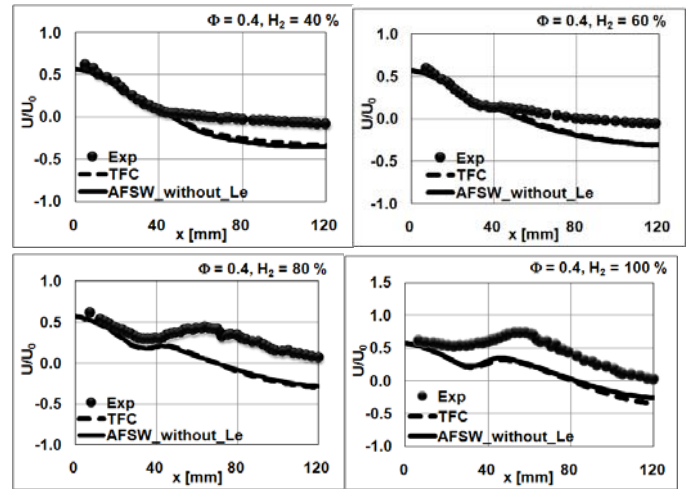 Φ = 0.4, H2 = 40 %
1.0
0.5
0.0
-0.5
-1.0
U/U0
Exp
TFC
AFSW_without_Le
0 40 80 120
x [mm]
Φ = 0.4, H2 = 60 %
1.0
0.5
0.0
-0.5
-1.0
U/U0
Exp
TFC
AFSW_without_Le
0 40 80 120
x [mm]
Φ = 0.4, H2 = 80 %
1.0
0.5
0.0
-0.5
-1.0
U/U0
Exp
TFC
AFSW_without_Le
0 40 80 120
x [mm]
Φ = 0.4, H2 = 100 %
1.5
1.0
0.5
0.0
-0.5
-1.0
U/U0
Exp
TFC
AFSW_without_Le
0 40 80 120
x [mm]